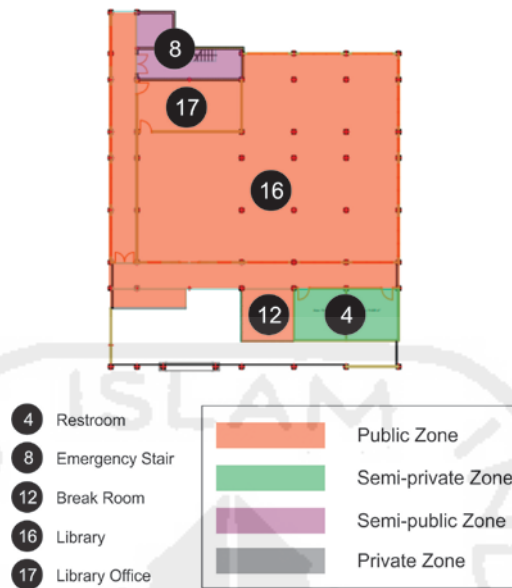 8
17
16
12
4
ISLAM
4 Restroom
8 Emergency Stair
12 Break Room
16 Library
17 Library Office
Public Zone
Semi-private Zone
Semi-public Zone
Private Zone